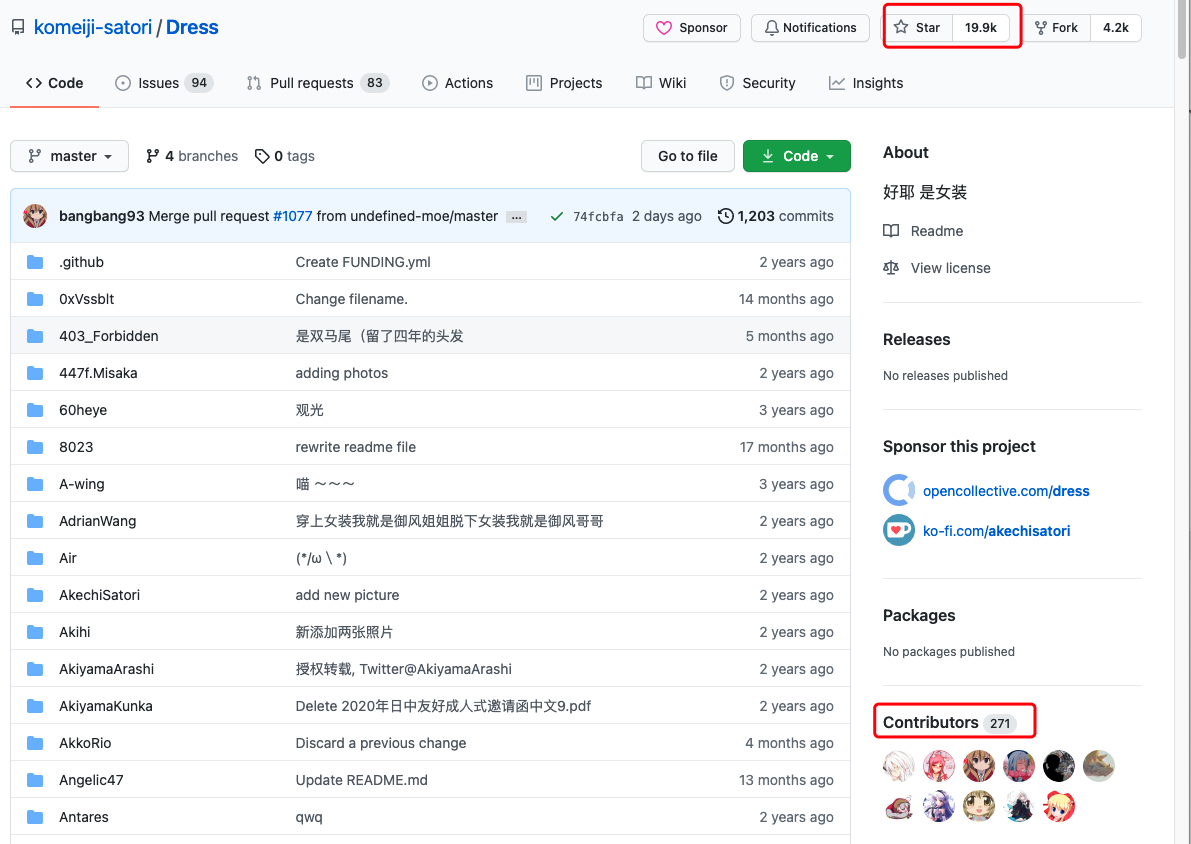 komeiji-satori / Dress
Sponsor
Notifications
Star 19.9k
Fork 4.2k
Code
Issues 94
Pull requests 83
Actions
Projects
Wiki
Security
Insights
master
4 branches
0 tags
Go to file
Code
bangbang93 Merge pull request #1077 from undefined-moe/master ... 74fcbfa 2 days ago 1,203 commits
.github Create FUNDING.yml 2 years ago
0xVssblt Change filename. 14 months ago
403_Forbidden 是双马尾（留了四年的头发 5 months ago
447f.Misaka adding photos 2 years ago
60heye 观光 3 years ago
8023 rewrite readme file 17 months ago
A-wing 喵 ～～～ 3 years ago
AdrianWang 穿上女装我就是御风姐姐脱下女装我就是御风哥哥 2 years ago
Air (*/ω＼*) 2 years ago
AkechiSatori add new picture 2 years ago
Akihi 新添加两张照片 2 years ago
AkiyamaArashi 授权转载, Twitter@AkiyamaArashi 2 years ago
AkiyamaKunka Delete 2020年日中友好成人式邀请函中文9.pdf 2 years ago
AkkoRio Discard a previous change 4 months ago
Angelic47 Update README.md 13 months ago
Antares qwq 2 years ago
About
好耶 是女装
Readme
View license
Releases
No releases published
Sponsor this project
opencollective.com/dress
ko-fi.com/akechisatori
Packages
No packages published
Contributors 271